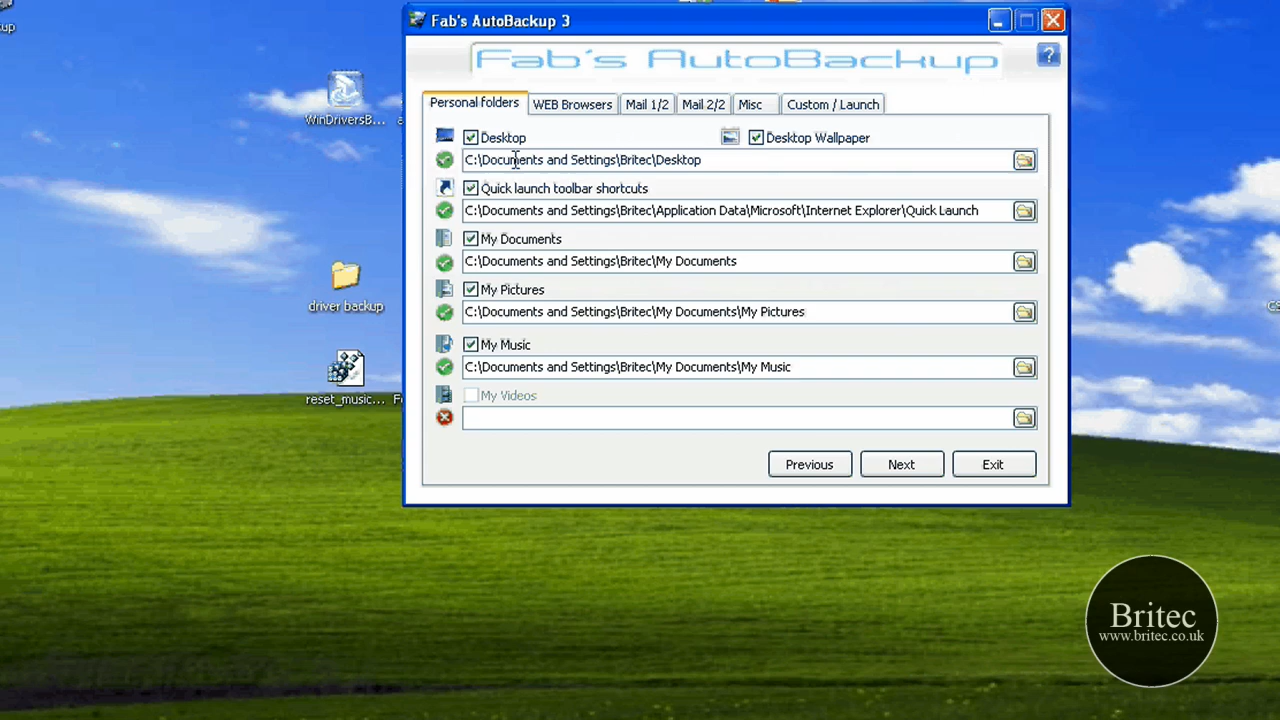 Fab's AutoBackup 3
Fab's AutoBackup
?
Personal folders
WEB Browsers
Mail 1/2
Mail 2/2
Misc
Custom / Launch
Desktop
Desktop Wallpaper
C:\Documents and Settings\Britec\Desktop
Quick launch toolbar shortcuts
C:\Documents and Settings\Britec\Application Data\Microsoft\Internet Explorer\Quick Launch
My Documents
C:\Documents and Settings\Britec\My Documents
My Pictures
C:\Documents and Settings\Britec\My Documents\My Pictures
My Music
C:\Documents and Settings\Britec\My Documents\My Music
My Videos
Previous
Next
Exit
WinDriversB...
driver backup
reset_music...
Britec
www.britec.co.uk